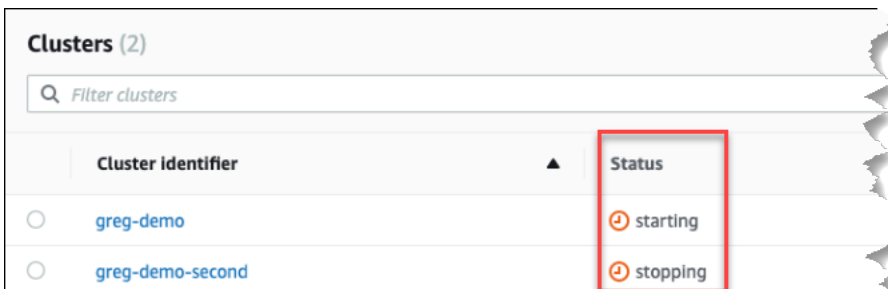 Clusters (2)
Filter clusters
Cluster identifier ▲ Status
greg-demo starting
greg-demo-second stopping